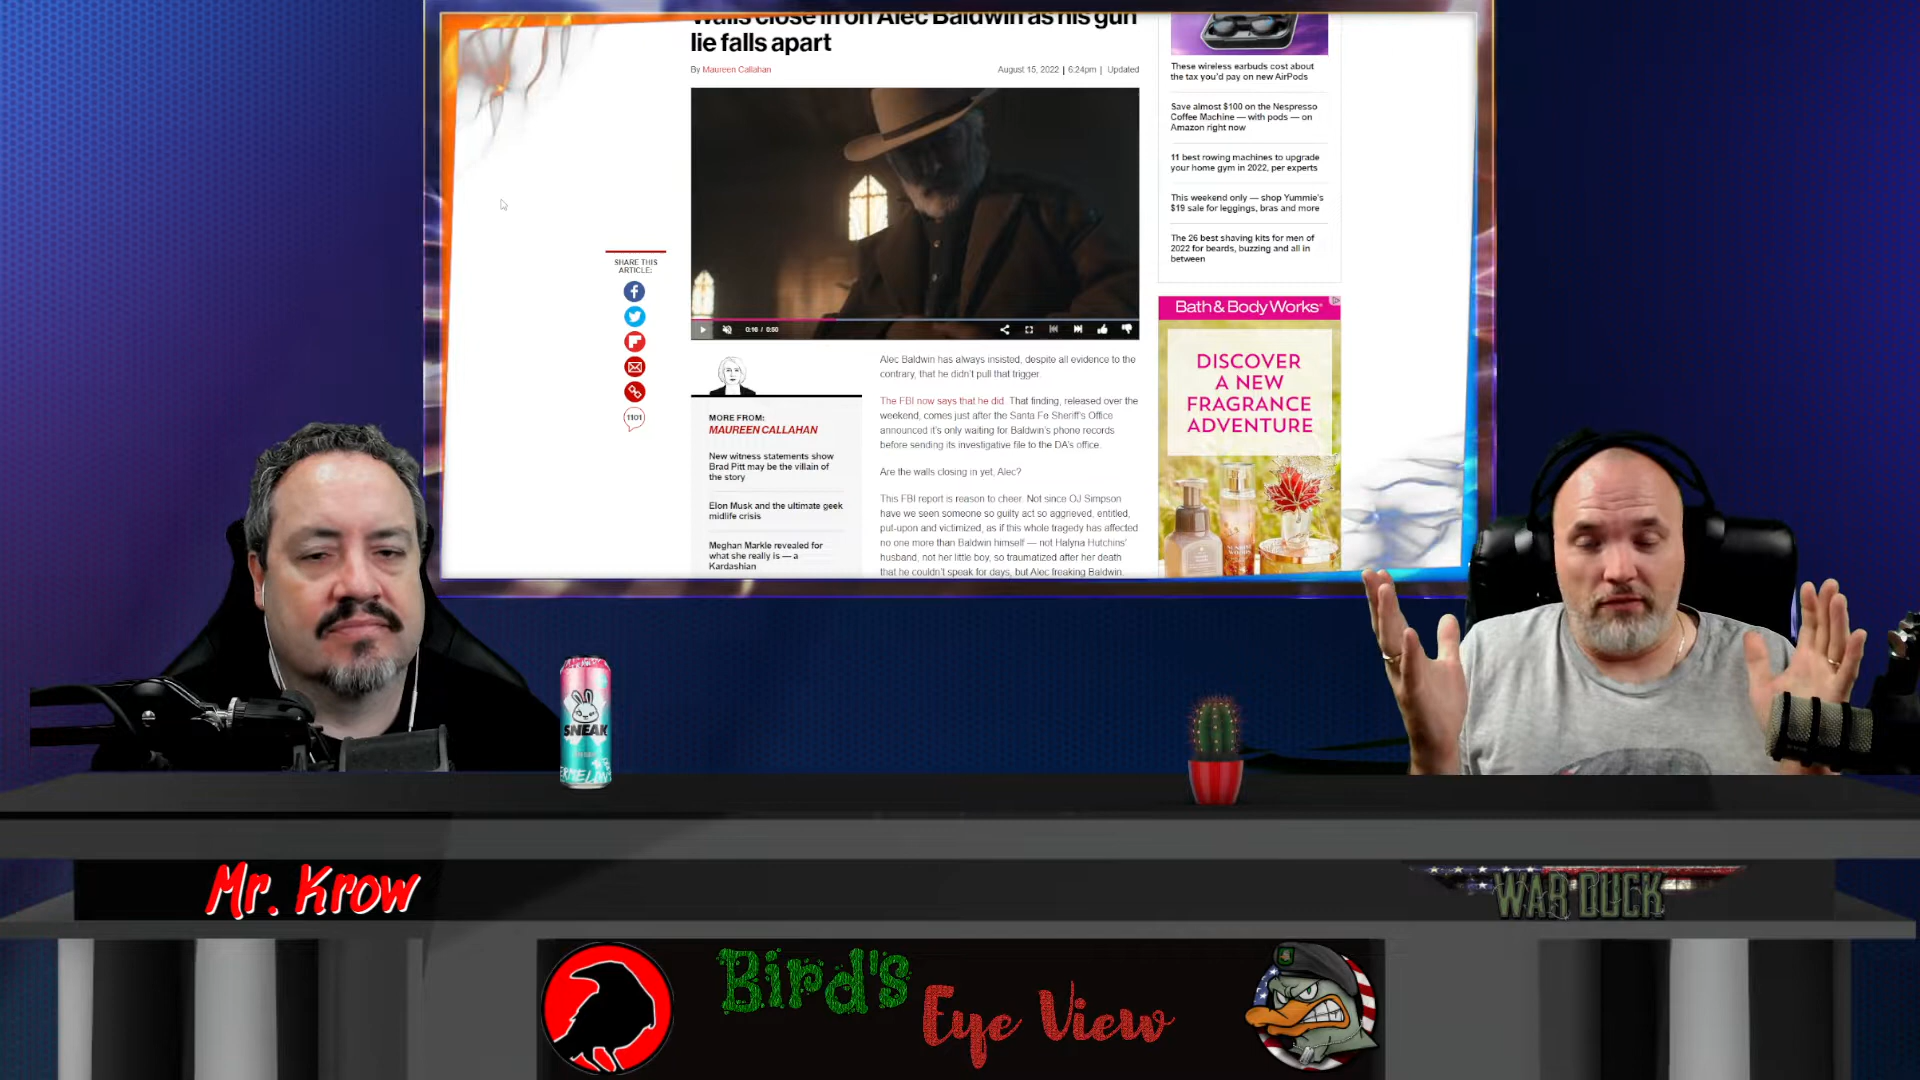 Walls close in on Alec Baldwin as his gun
lie falls apart
By Maureen Callahan
August 15, 2022 | 6:24pm | Updated
SHARE THIS
ARTICLE:
1101
0:16 / 0:50
MORE FROM:
MAUREEN CALLAHAN
New witness statements show
Brad Pitt may be the villain of
the story
Elon Musk and the ultimate geek
midlife crisis
Meghan Markle revealed for
what she really is — a
Kardashian
Alec Baldwin has always insisted, despite all evidence to the
contrary, that he didn't pull that trigger.
The FBI now says that he did. That finding, released over the
weekend, comes just after the Santa Fe Sheriff's Office
announced it's only waiting for Baldwin's phone records
before sending its investigative file to the DA's office.
Are the walls closing in yet, Alec?
This FBI report is reason to cheer. Not since OJ Simpson
have we seen someone so guilty act so aggrieved, entitled,
put-upon and victimized, as if this whole tragedy has affected
no one more than Baldwin himself — not Halyna Hutchins'
husband, not her little boy, so traumatized after her death
that he couldn't speak for days, but Alec freaking Baldwin.
These wireless earbuds cost about
the tax you'd pay on new AirPods
Save almost $100 on the Nespresso
Coffee Machine — with pods — on
Amazon right now
11 best rowing machines to upgrade
your home gym in 2022, per experts
This weekend only — shop Yummie's
$19 sale for leggings, bras and more
The 26 best shaving kits for men of
2022 for beards, buzzing and all in
between
Bath & Body Works
DISCOVER
A NEW
FRAGRANCE
ADVENTURE
SNEAK
ERMELON
Mr. Krow
WAR DUCK
Bird's
Eye View